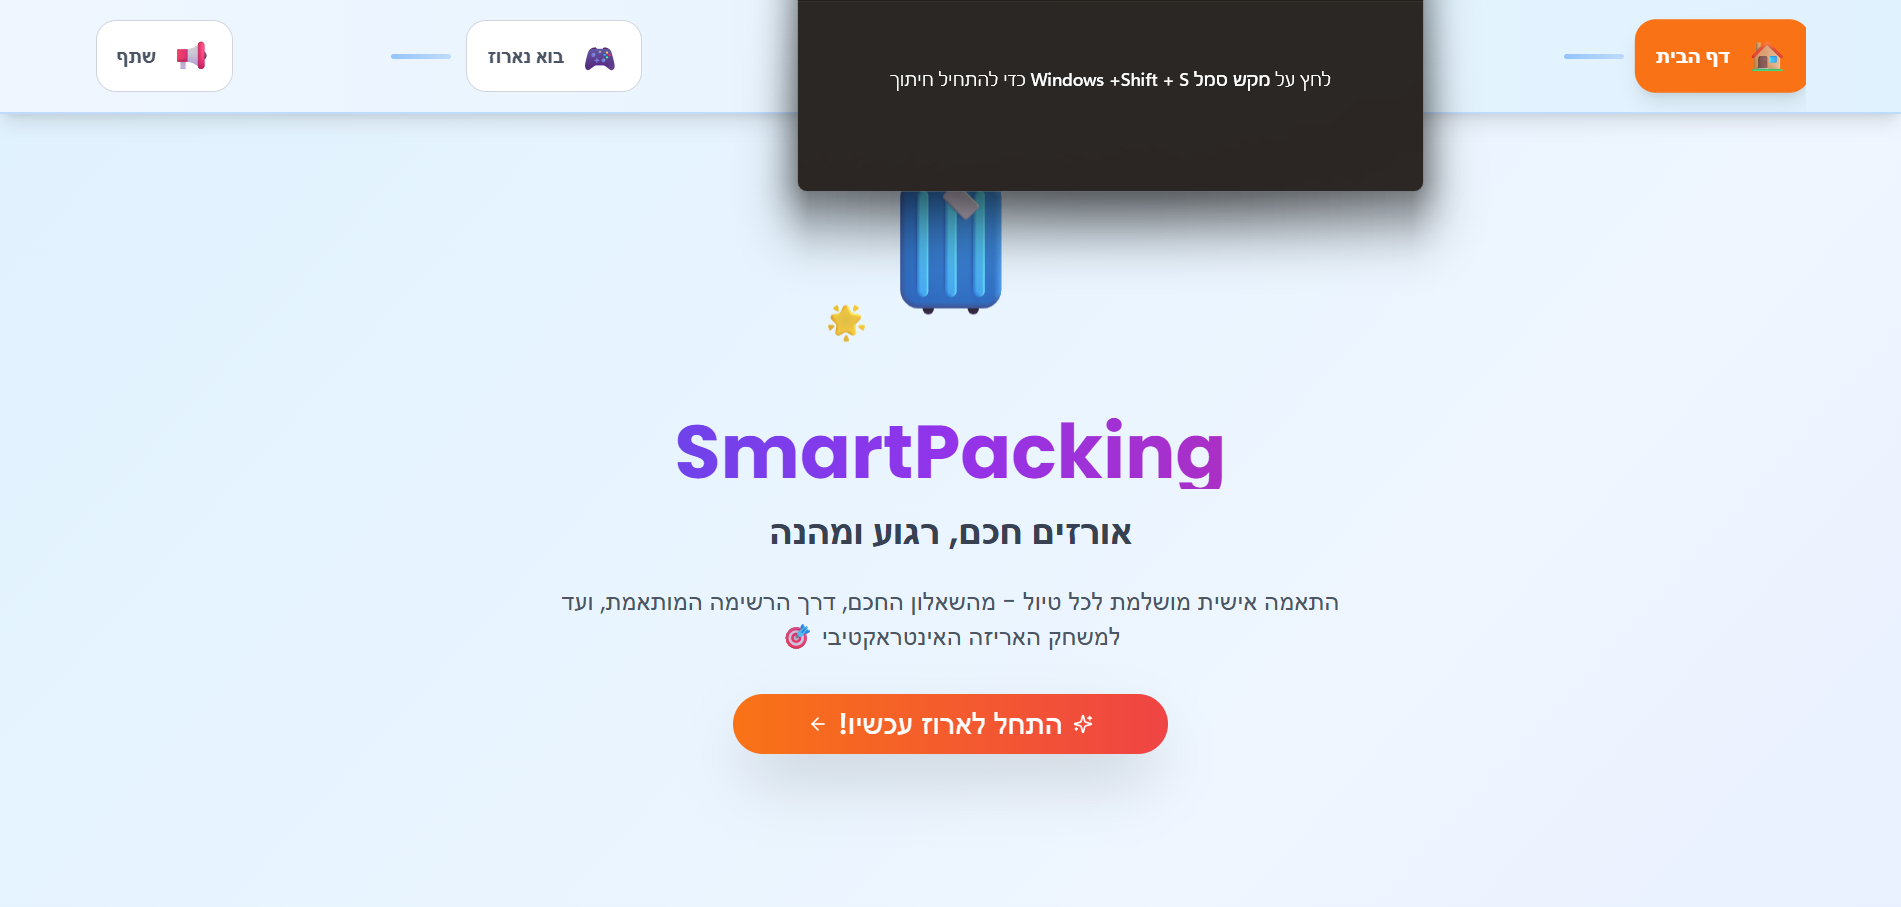 דף הבית
בוא נארוז
שתף
לחץ על מקש סמל Windows +Shift + S כדי להתחיל חיתוך
SmartPacking
אורזים חכם, רגוע ומהנה
התאמה אישית מושלמת לכל טיול - מהשאלון החכם, דרך הרשימה המותאמת, ועד
למשחק האריזה האינטראקטיבי
התחל לארוז עכשיו!